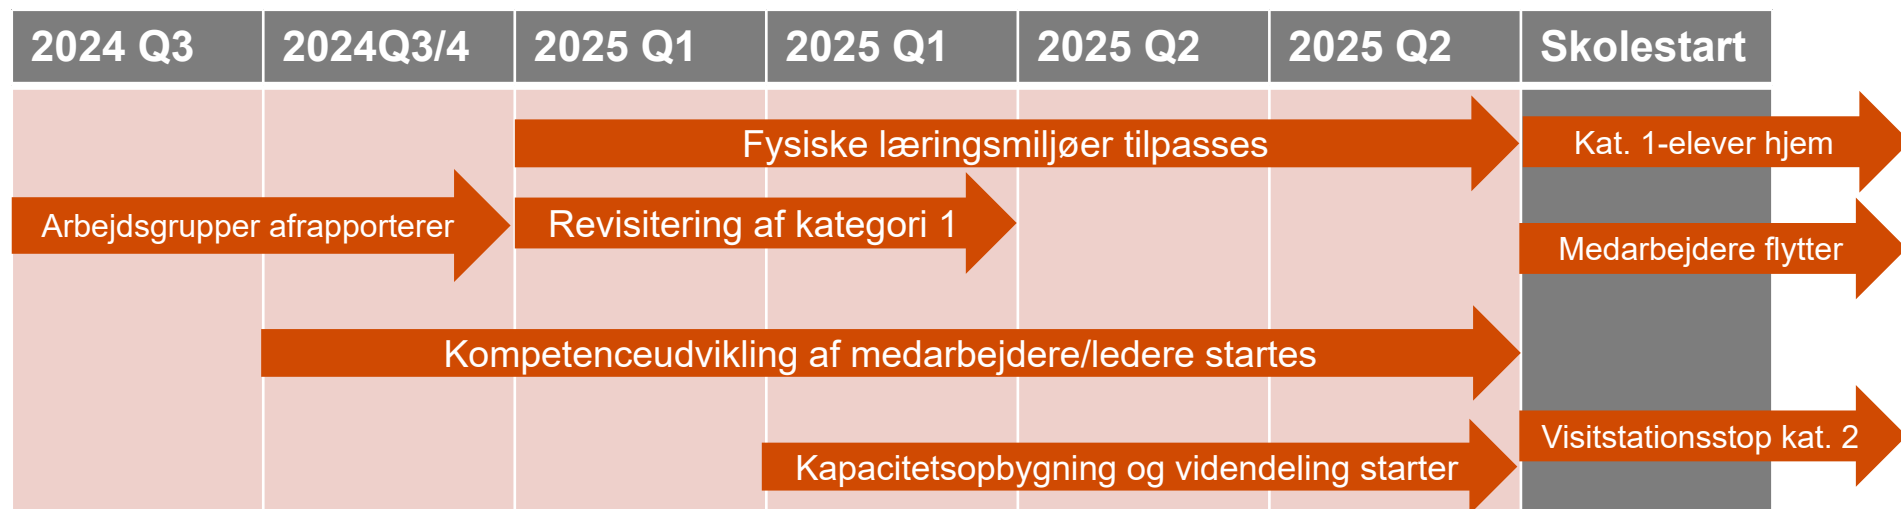 2024 Q3
2024Q3/4
2025 Q1
2025 Q1
2025 Q2
2025 Q2
Skolestart
Fysiske læringsmiljøer tilpasses
Kat. 1-elever hjem
Arbejdsgrupper afrapporterer
Revisitering af kategori 1
Medarbejdere flytter
Kompetenceudvikling af medarbejdere/ledere startes
Visitstationsstop kat. 2
Kapacitetsopbygning og videndeling starter